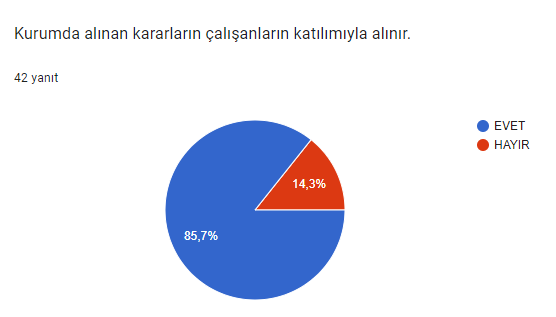 Kurumda alınan kararların çalışanların katılımıyla alınır.
42 yanıt
EVET
HAYIR
14,3%
85,7%